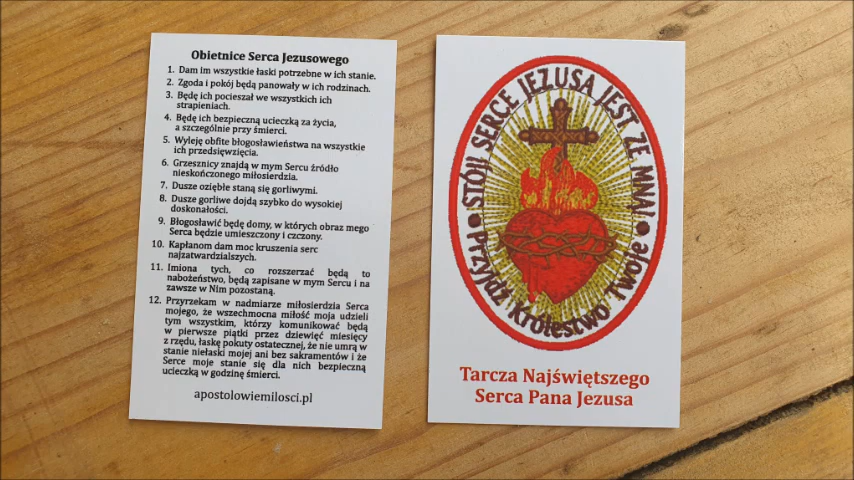 Obietnice Serca Jezusowego
1. Dam im wszystkie łaski potrzebne w ich stanie.
2. Zgoda i pokój będą panowały w ich rodzinach.
3. Będę ich pocieszał we wszystkich ich
strapieniach.
4. Będę ich bezpieczną ucieczką za życia,
a szczególnie przy śmierci.
5. Wyleję obfite błogosławieństwa na wszystkie
ich przedsięwzięcia.
6. Grzesznicy znajdą w mym Sercu źródło
nieskończonego miłosierdzia.
7. Dusze oziębłe staną się gorliwymi.
8. Dusze gorliwe dojdą szybko do wysokiej
doskonałości.
9. Błogosławić będę domy, w których obraz mego
Serca będzie umieszczony i czczony.
10. Kapłanom dam moc kruszenia serc
najzatwardzialszych.
11. Imiona tych, co rozszerzać będą to
nabożeństwo, będą zapisane w mym Sercu i na
zawsze w Nim pozostaną.
12. Przyrzekam w nadmiarze miłosierdzia Serca
mojego, że wszechmocna miłość moja udzieli
tym wszystkim, którzy komunikować będą
w pierwsze piątki przez dziewięć miesięcy
z rzędu, łaskę pokuty ostatecznej, że nie umrą w
stanie niełaski mojej ani bez sakramentów i że
Serce moje stanie się dla nich bezpieczną
ucieczką w godzinę śmierci.
apostolowiemilosci.pl
STÓJ! SERCE JEZUSA JEST ZE MNĄ!
Przyjdź Królestwo Twoje
Tarcza Najświętszego
Serca Pana Jezusa